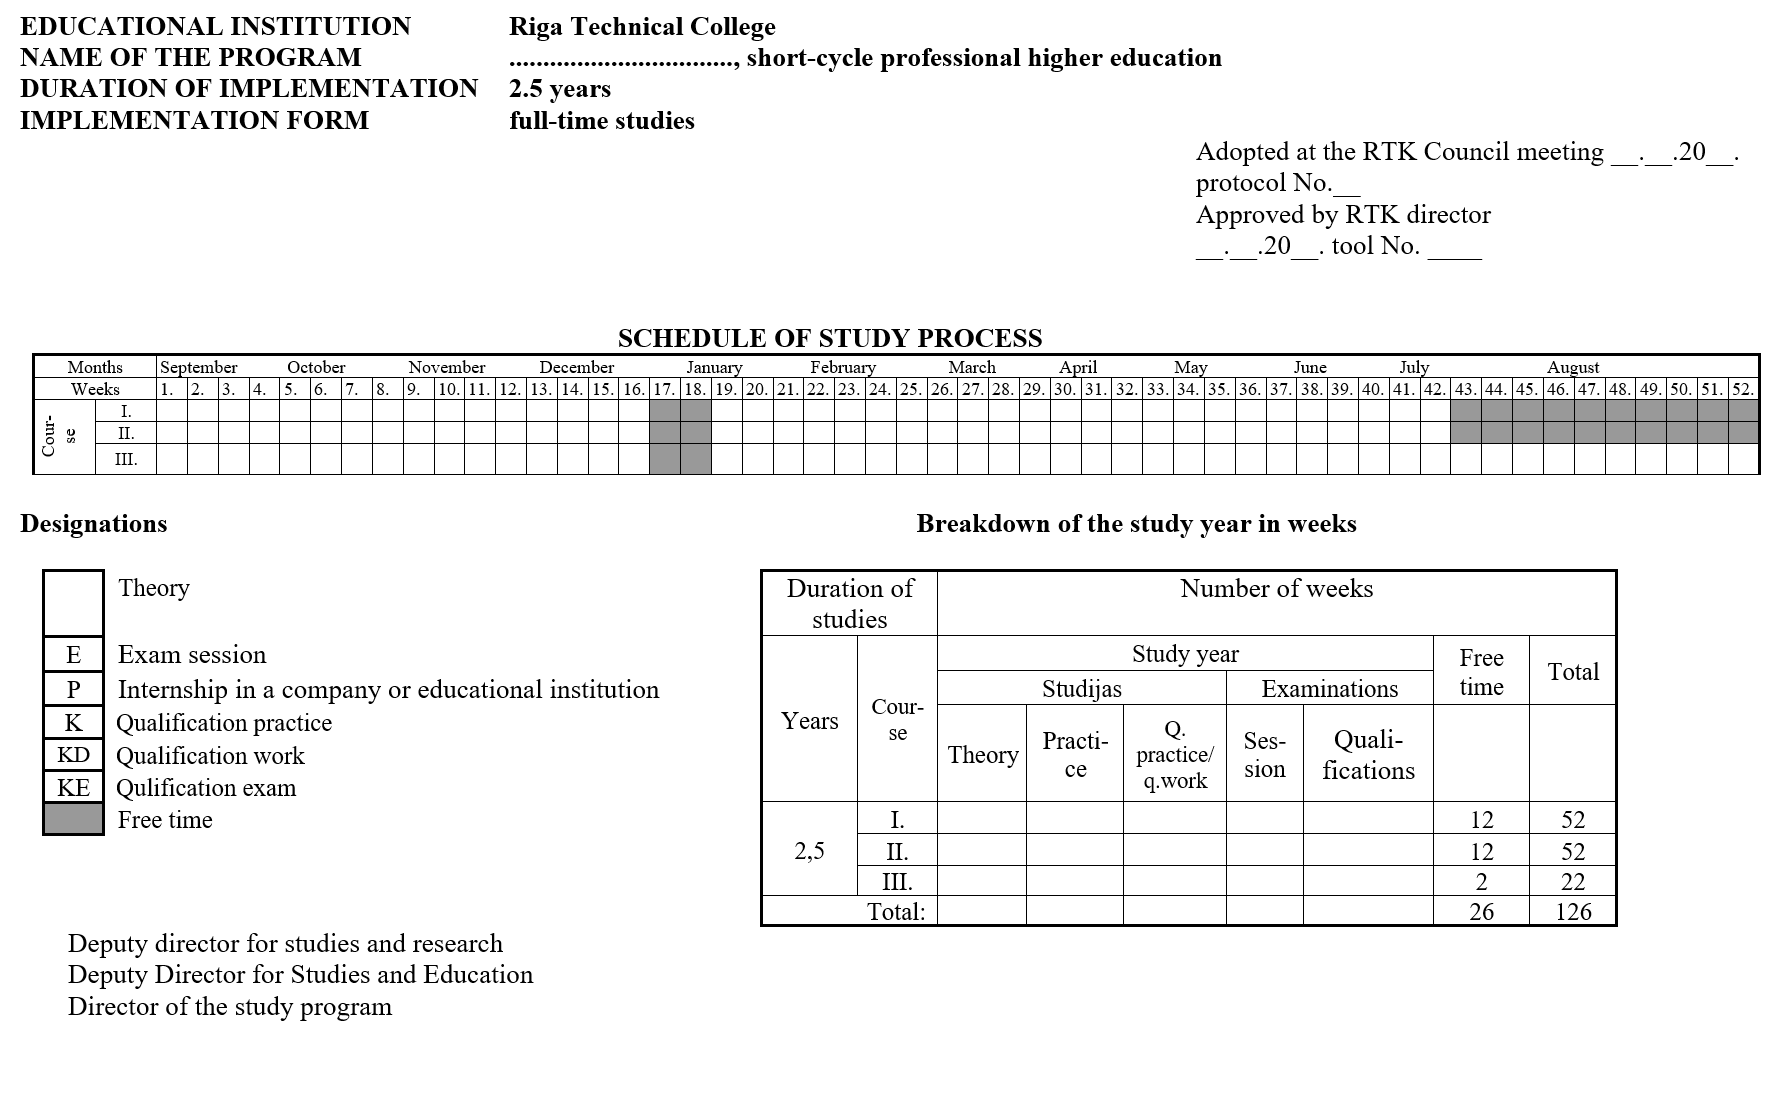 EDUCATIONAL INSTITUTION Riga Technical College
NAME OF THE PROGRAM ................................., short-cycle professional higher education
DURATION OF IMPLEMENTATION 2.5 years
IMPLEMENTATION FORM full-time studies
Adopted at the RTK Council meeting __.__.20__.
protocol No.__
Approved by RTK director
__.__.20__. tool No. ____
SCHEDULE OF STUDY PROCESS
Months September October November December January February March April May June July August
Weeks 1. 2. 3. 4. 5. 6. 7. 8. 9. 10. 11. 12. 13. 14. 15. 16. 17. 18. 19. 20. 21. 22. 23. 24. 25. 26. 27. 28. 29. 30. 31. 32. 33. 34. 35. 36. 37. 38. 39. 40. 41. 42. 43. 44. 45. 46. 47. 48. 49. 50. 51. 52.
Cour-
se
I.
II.
III.
Designations
Theory
E Exam session
P Internship in a company or educational institution
K Qualification practice
KD Qualification work
KE Qulification exam
Free time
Breakdown of the study year in weeks
Duration of
studies
Number of weeks
Years
Cour-
se
Study year
Free
time
Total
Studijas Examinations
Theory
Practi-
ce
Q.
practice/
q.work
Ses-
sion
Quali-
fications
2,5
I. 12 52
II. 12 52
III. 2 22
Total: 26 126
Deputy director for studies and research
Deputy Director for Studies and Education
Director of the study program